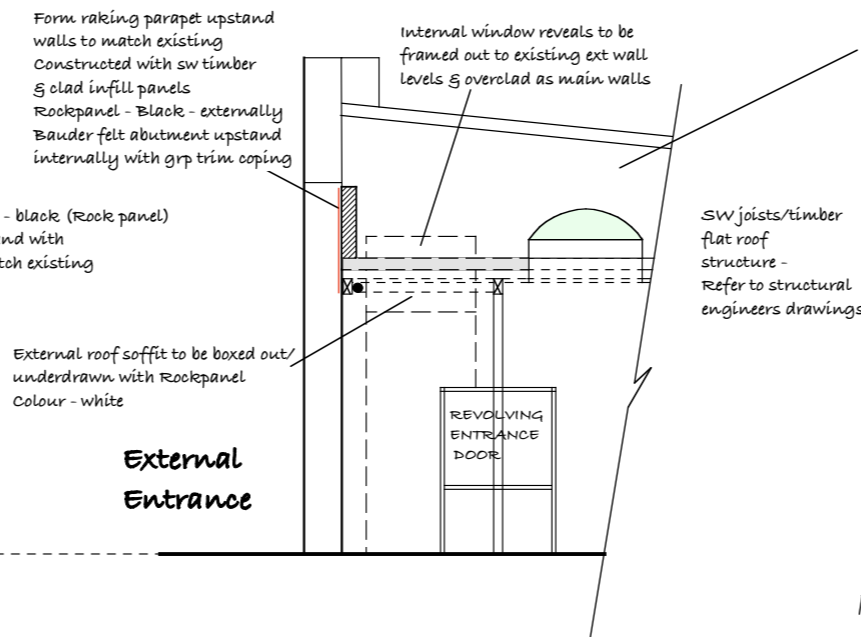 Form raking parapet upstand
walls to match existing
Constructed with sw timber
& clad infill panels
Rockpanel - Black - externally
Bauder felt abutment upstand
internally with grp trim coping
Internal window reveals to be
framed out to existing ext wall
levels & overclad as main walls
- black (Rock panel)
and with
tch existing
SW joists/timber
flat roof
structure -
Refer to structural
engineers drawings
External roof soffit to be boxed out/
underdrawn with Rockpanel
Colour - white
REVOLVING
ENTRANCE
DOOR
External
Entrance